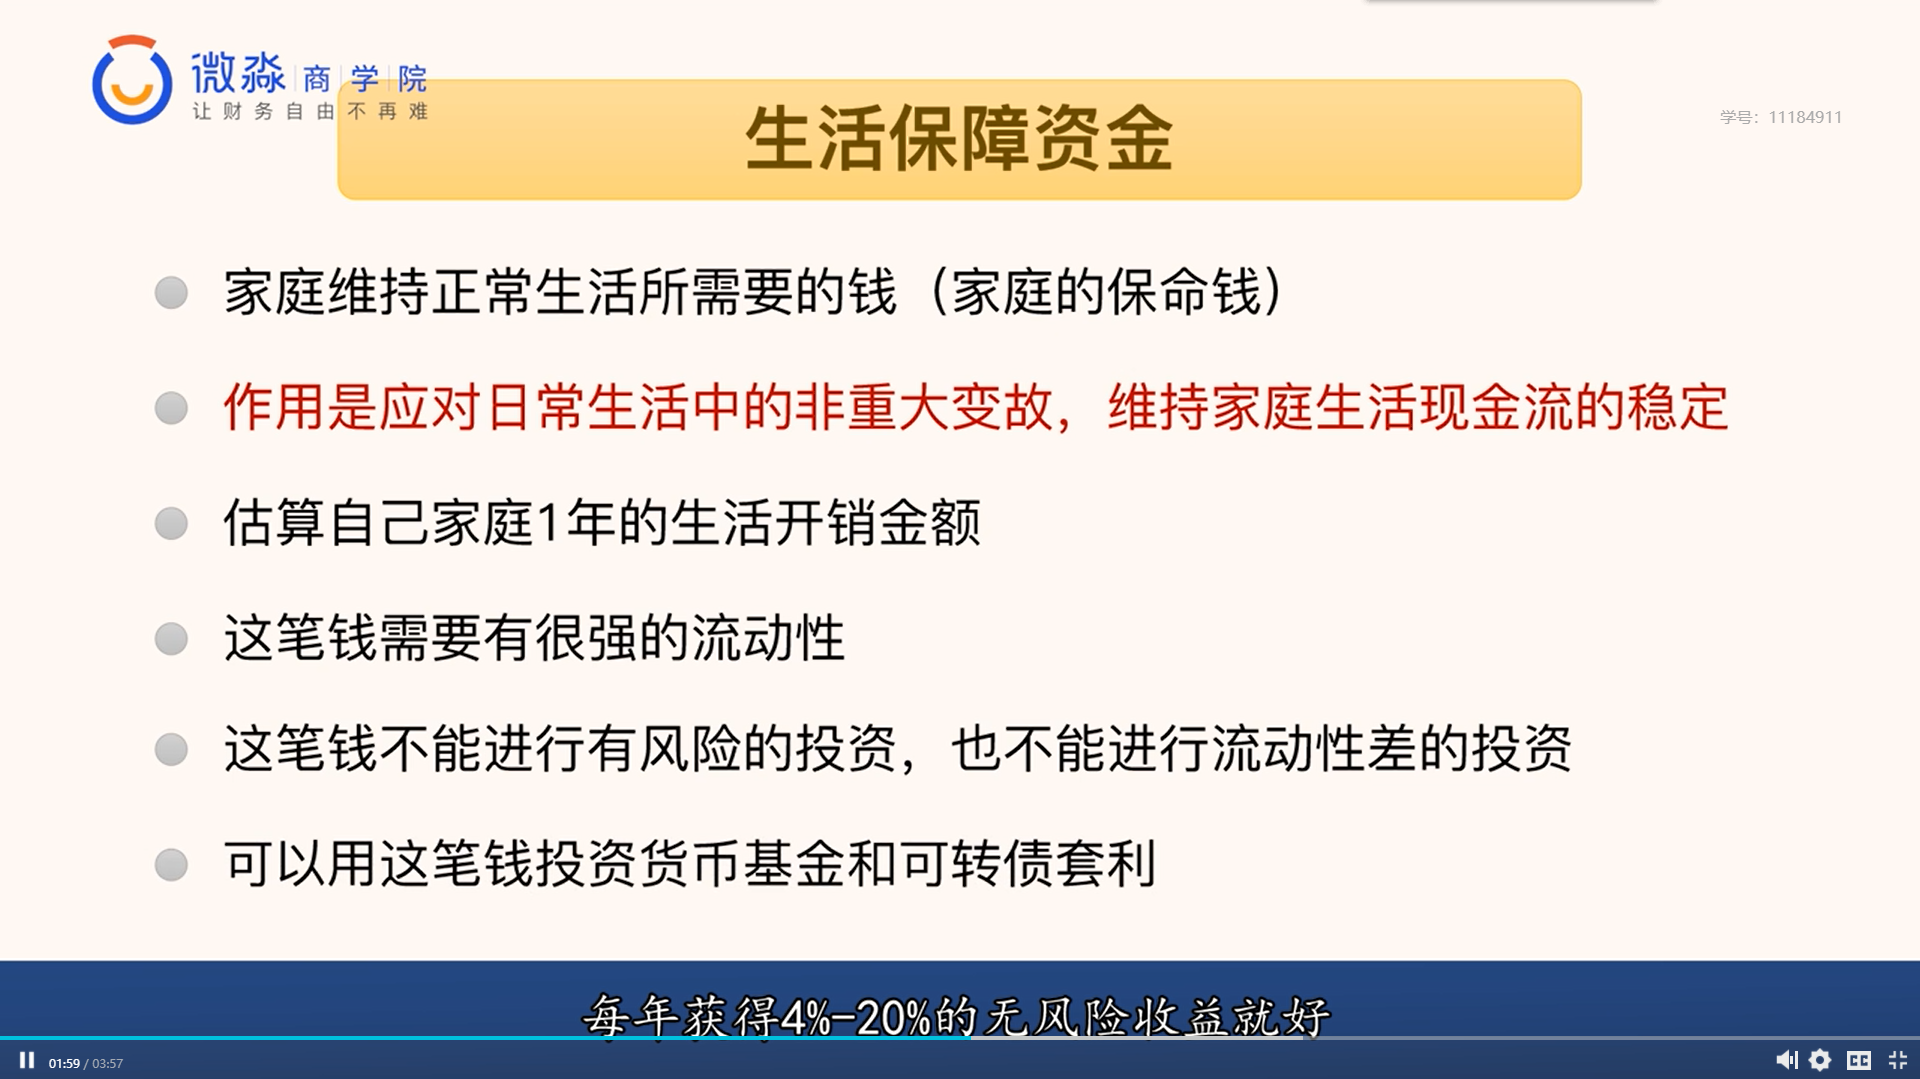 微淼 商 学 院
让财务自由不再难
生活保障资金
学号：11184911
家庭维持正常生活所需要的钱（家庭的保命钱）
作用是应对日常生活中的非重大变故，维持家庭生活现金流的稳定
估算自己家庭1年的生活开销金额
这笔钱需要有很强的流动性
这笔钱不能进行有风险的投资，也不能进行流动性差的投资
可以用这笔钱投资货币基金和可转债套利
每年获得4%-20%的无风险收益就好
01:59 / 03:57
CC